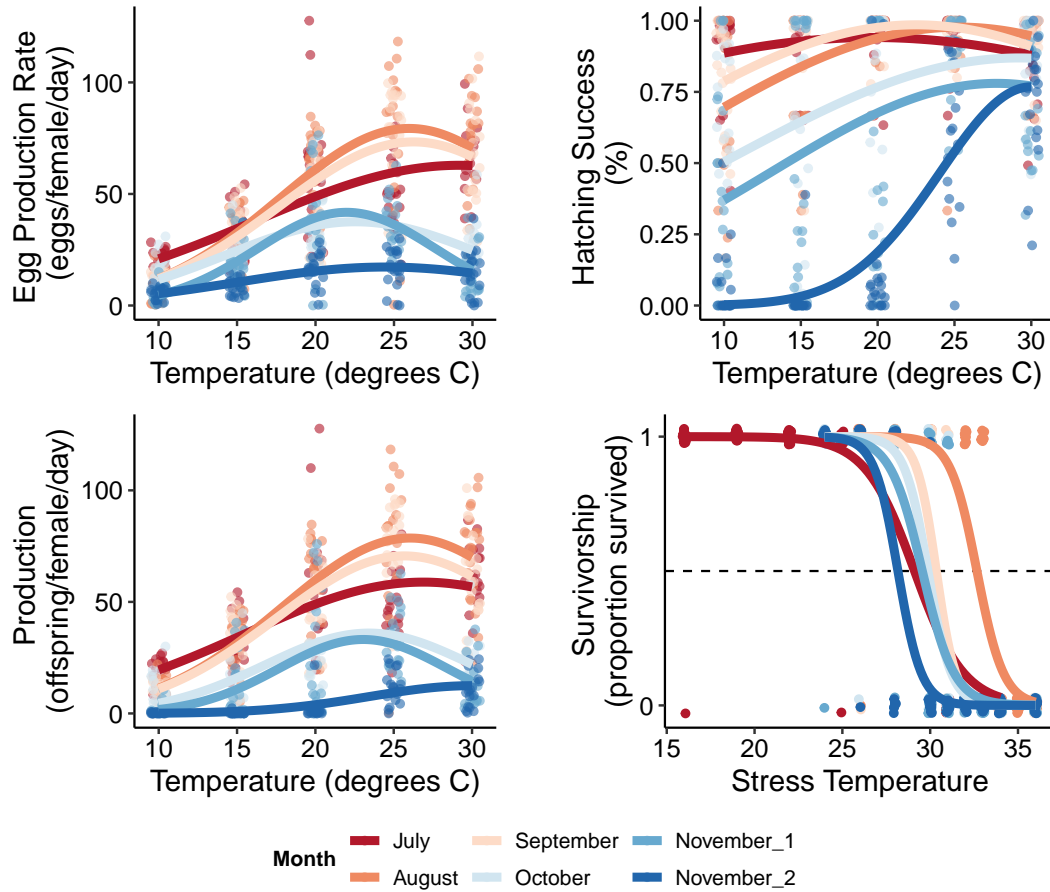 Egg Production Rate
(eggs/female/day)
100
50
0
10 15 20 25 30
Temperature (degrees C)
Hatching Success
(%)
1.00
0.75
0.50
0.25
0.00
10 15 20 25 30
Temperature (degrees C)
Production
(offspring/female/day)
100
50
0
10 15 20 25 30
Temperature (degrees C)
Survivorship
(proportion survived)
1
0
15 20 25 30 35
Stress Temperature
Month
July September November_1
August October November_2